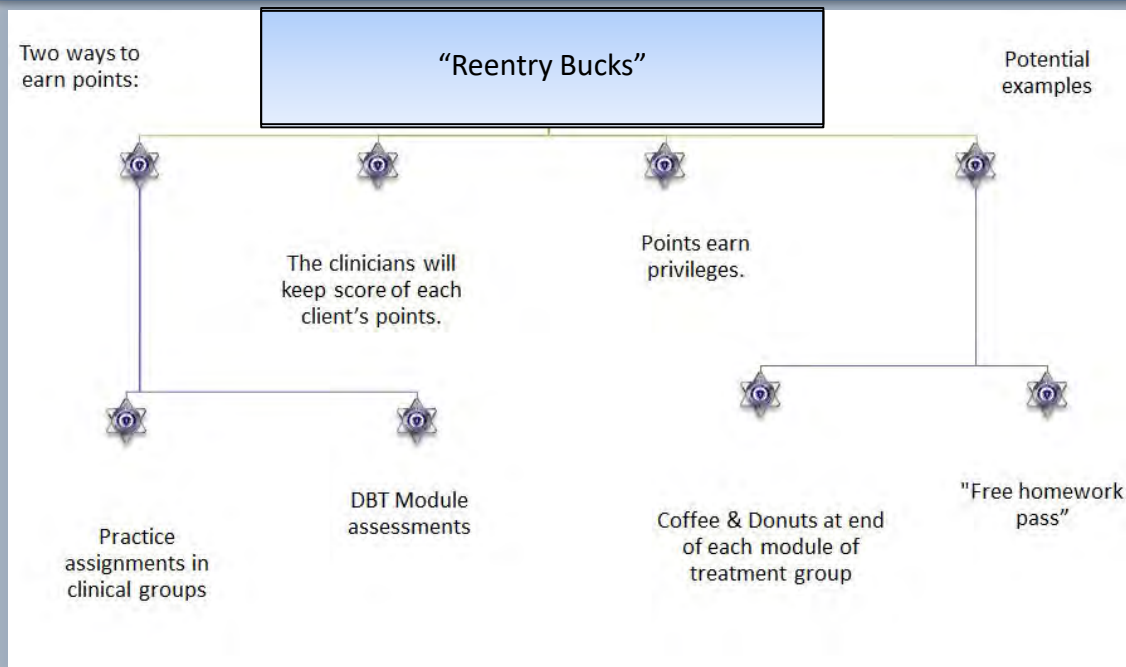 Two ways to
earn points:
“Reentry Bucks”
Potential
examples
The clinicians will
keep score of each
client’s points.
Points earn
privileges.
Practice
assignments in
clinical groups
DBT Module
assessments
Coffee & Donuts at end
of each module of
treatment group
"Free homework
pass”